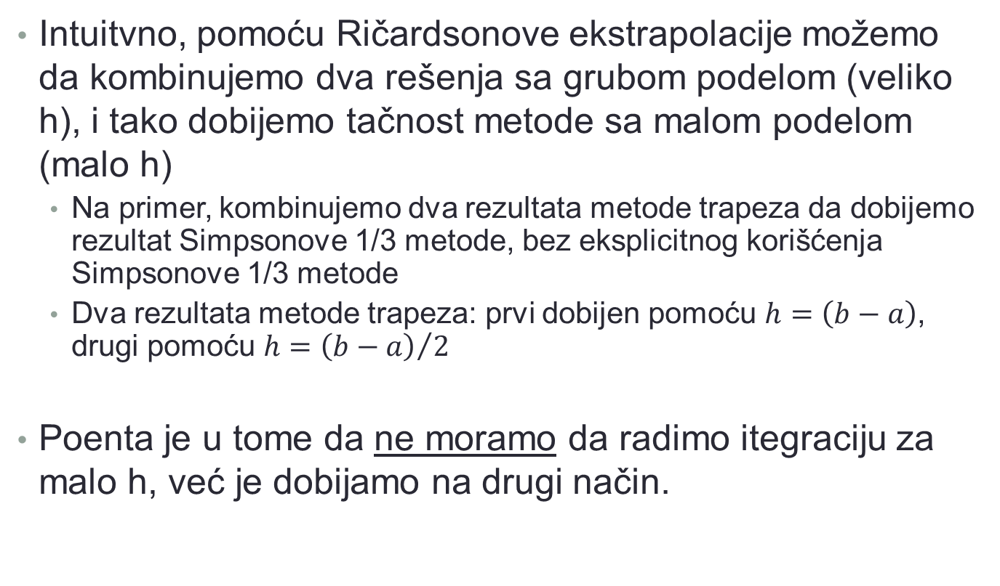 • Intuitvno, pomoću Ričardsonove ekstrapolacije možemo
da kombinujemo dva rešenja sa grubom podelom (veliko
h), i tako dobijemo tačnost metode sa malom podelom
(malo h)
• Na primer, kombinujemo dva rezultata metode trapeza da dobijemo
rezultat Simpsonove 1/3 metode, bez eksplicitnog korišćenja
Simpsonove 1/3 metode
• Dva rezultata metode trapeza: prvi dobijen pomoću ℎ = (𝑏 − 𝑎),
drugi pomoću ℎ = (𝑏 − 𝑎)/2
• Poenta je u tome da ne moramo da radimo itegraciju za
malo h, već je dobijamo na drugi način.